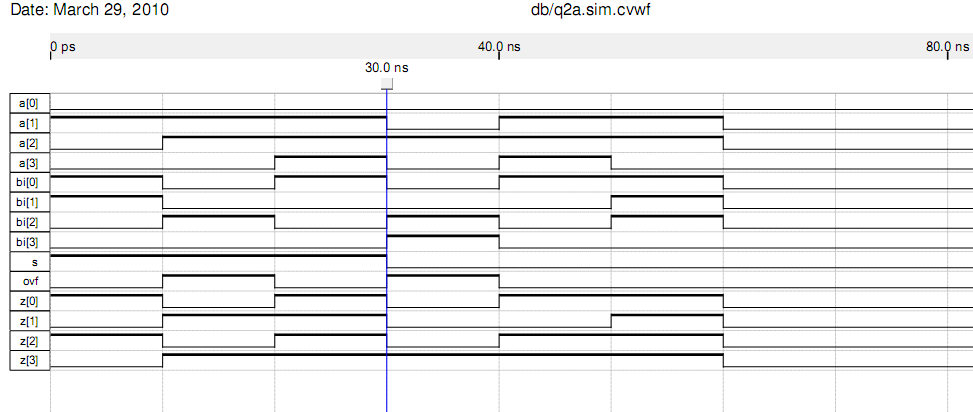 Date: March 29, 2010 db/q2a.sim.cvwf
0 ps 40.0 ns 80.0 ns
30.0 ns
a[0]
a[1]
a[2]
a[3]
bi[0]
bi[1]
bi[2]
bi[3]
s
ovf
z[0]
z[1]
z[2]
z[3]